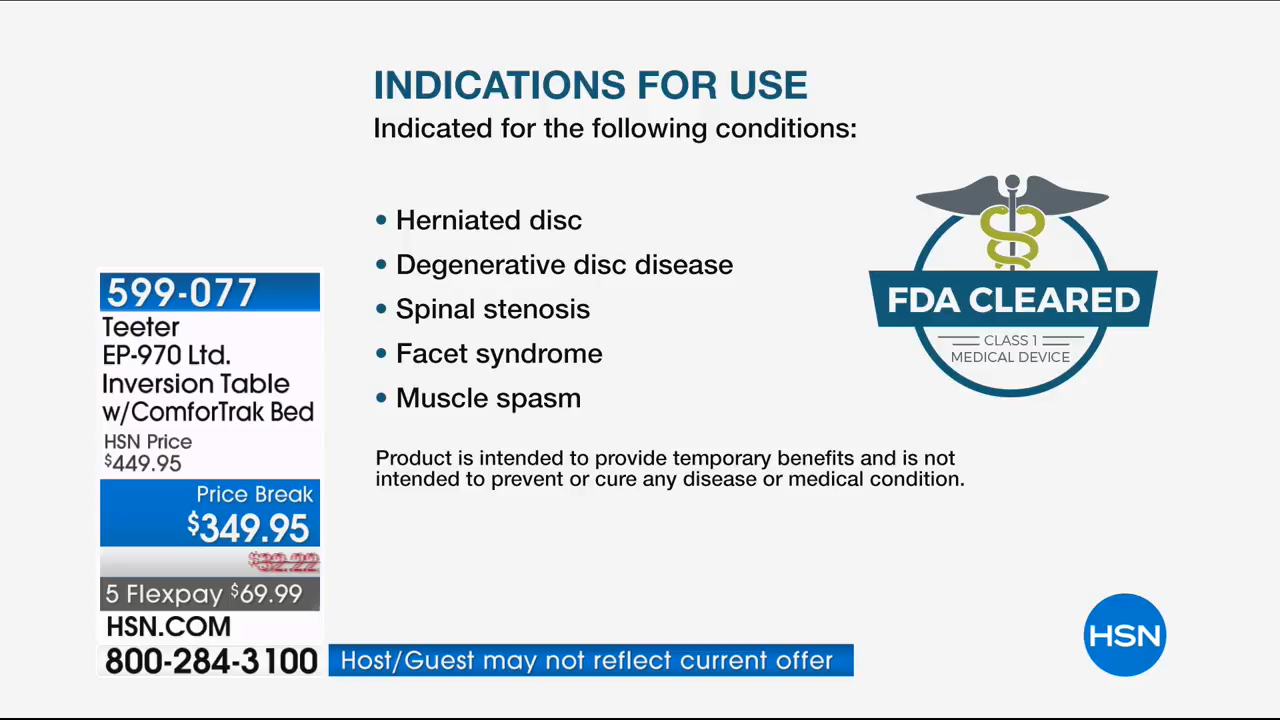 INDICATIONS FOR USE
Indicated for the following conditions:
• Herniated disc
• Degenerative disc disease
• Spinal stenosis
• Facet syndrome
• Muscle spasm
Product is intended to provide temporary benefits and is not
intended to prevent or cure any disease or medical condition.
FDA CLEARED
CLASS 1
MEDICAL DEVICE
599-077
Teeter
EP-970 Ltd.
Inversion Table
w/ComforTrak Bed
HSN Price
$449.95
Price Break
$349.95
5 Flexpay $69.99
HSN.COM
800-284-3100
Host/Guest may not reflect current offer
HSN